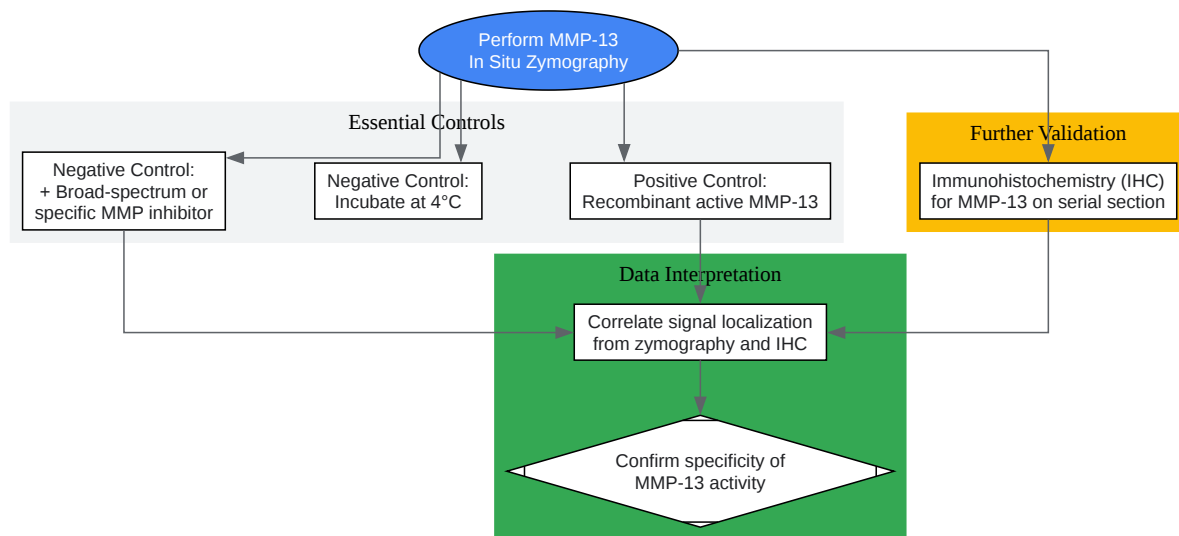 Perform MMP-13
In Situ Zymography
Essential Controls
Negative Control:
+ Broad-spectrum or
specific MMP inhibitor
Negative Control:
Incubate at 4°C
Positive Control:
Recombinant active MMP-13
Further Validation
Immunohistochemistry (IHC)
for MMP-13 on serial section
Data Interpretation
Correlate signal localization
from zymography and IHC
Confirm specificity of
MMP-13 activity